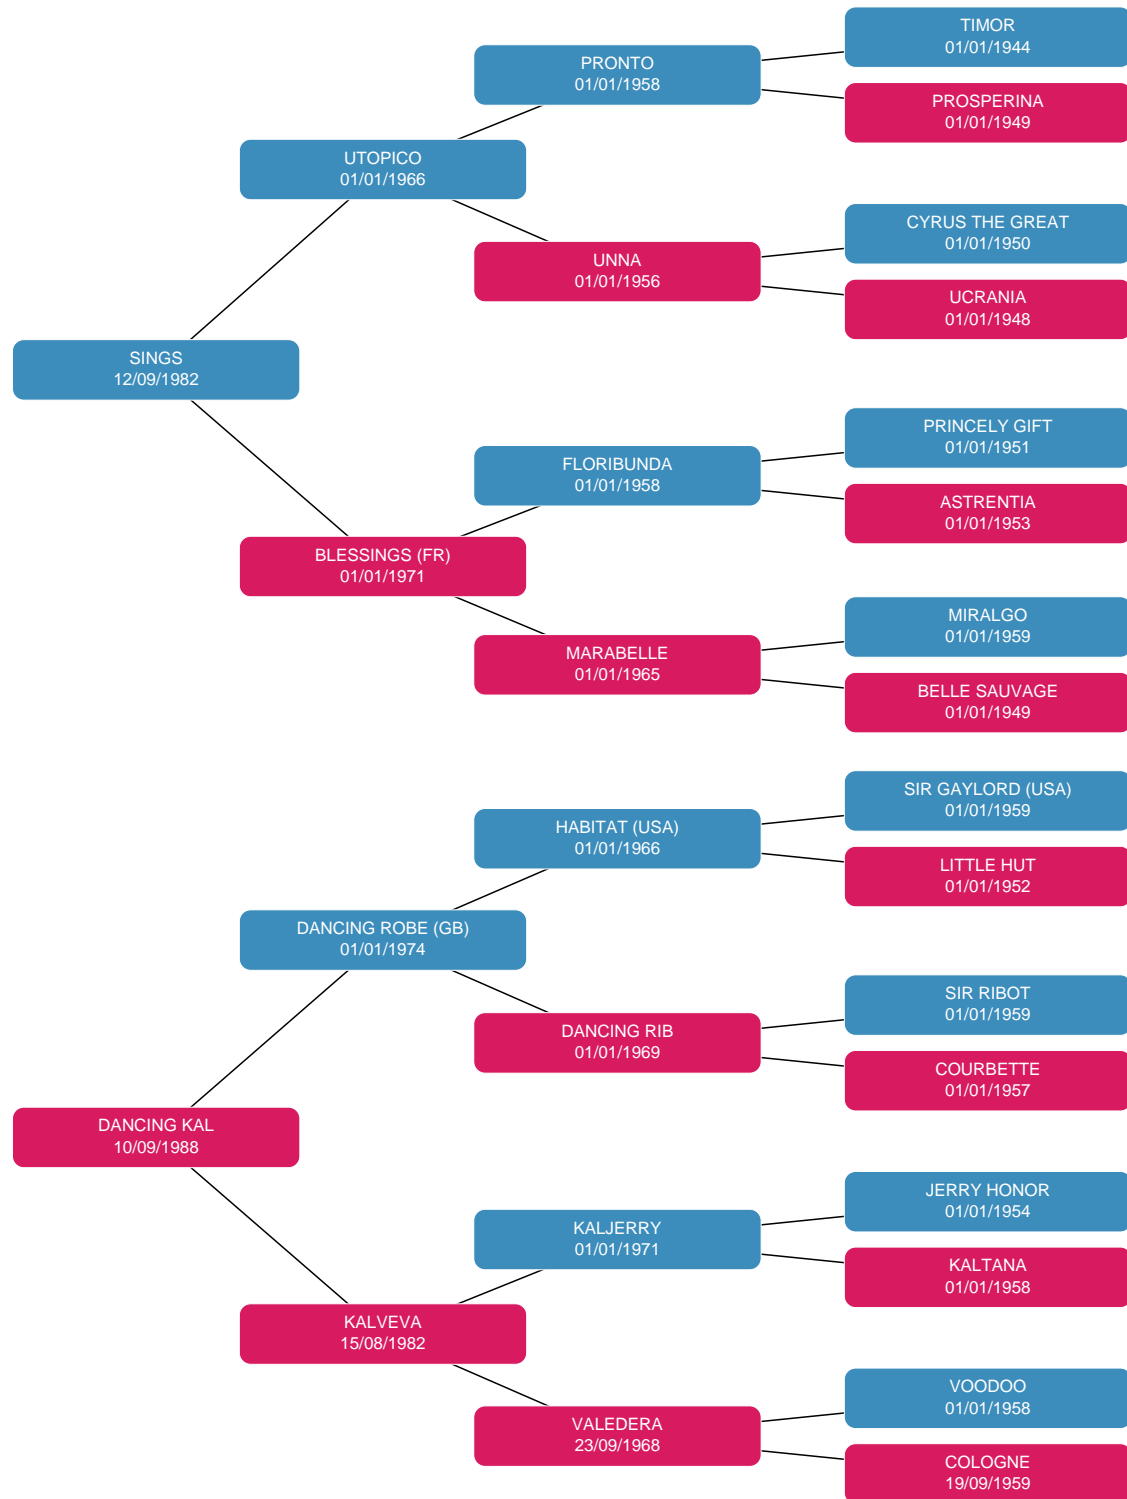 TIMOR
01/01/1944
PRONTO
01/01/1958
PROSPERINA
01/01/1949
UTOPICO
01/01/1966
CYRUS THE GREAT
01/01/1950
UNNA
01/01/1956
UCRANIA
01/01/1948
SINGS
12/09/1982
PRINCELY GIFT
01/01/1951
FLORIBUNDA
01/01/1958
ASTRENTIA
01/01/1953
BLESSINGS (FR)
01/01/1971
MIRALGO
01/01/1959
MARABELLE
01/01/1965
BELLE SAUVAGE
01/01/1949
SIR GAYLORD (USA)
01/01/1959
HABITAT (USA)
01/01/1966
LITTLE HUT
01/01/1952
DANCING ROBE (GB)
01/01/1974
SIR RIBOT
01/01/1959
DANCING RIB
01/01/1969
COURBETTE
01/01/1957
DANCING KAL
10/09/1988
JERRY HONOR
01/01/1954
KALJERRY
01/01/1971
KALTANA
01/01/1958
KALVEVA
15/08/1982
VOODOO
01/01/1958
VALEDERA
23/09/1968
COLOGNE
19/09/1959